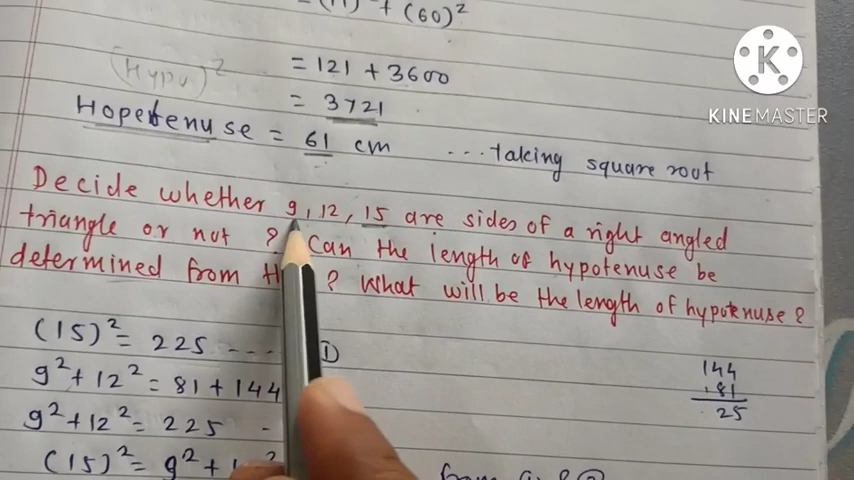 = (11)² + (60)²
(Hypo.)² = 121 + 3600
= 3721
Hopetenuse = 61 cm ... taking square root
Decide whether 9, 12, 15 are sides of a right angled
triangle or not ? Can the length of hypotenuse be
determined from ? What will be the length of hypotenuse ?
(15)² = 225 .... I
9² + 12² = 81 + 144
9² + 12² = 225 -
(15)² = 9² +
144
81
25
K
KINEMASTER